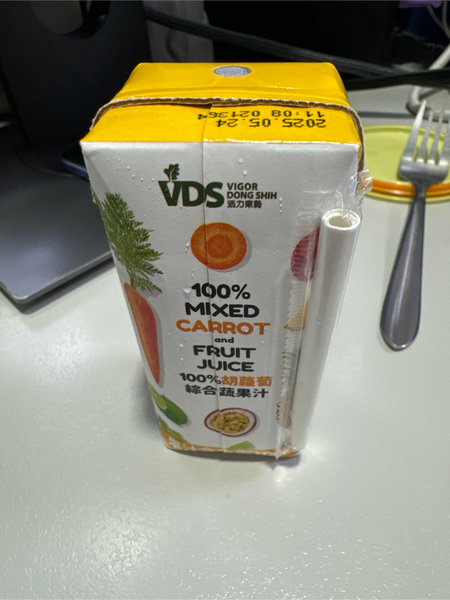 2025.05.24
11:08 021364
VDS
VIGOR
DONG SHIH
活力東勢
100%
MIXED
CARROT
and
FRUIT
JUICE
100%胡蘿蔔
綜合蔬果汁